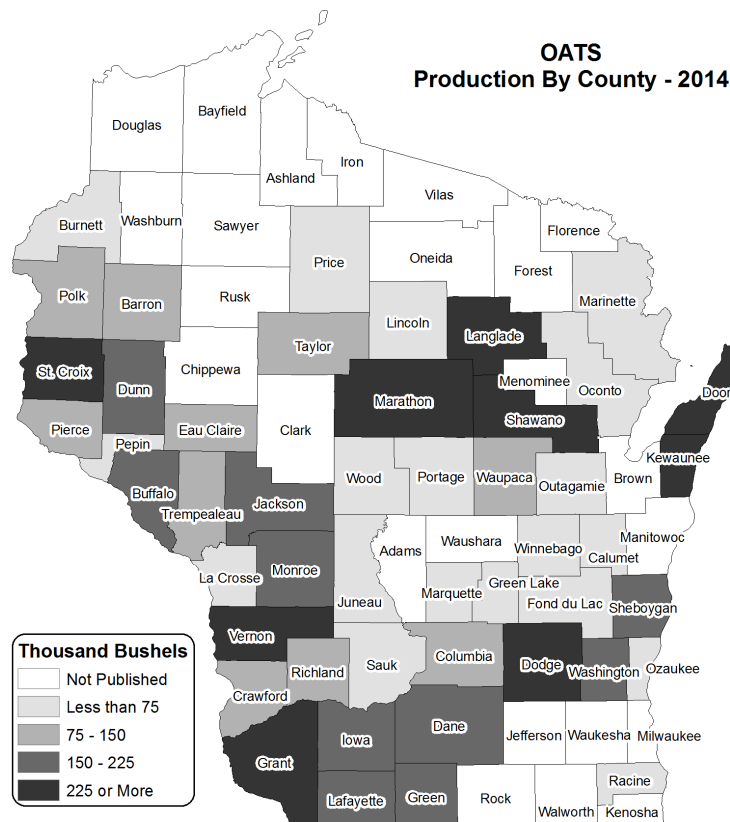 OATS
Production By County - 2014
Douglas
Bayfield
Ashland
Iron
Vilas
Burnett
Washburn
Sawyer
Price
Oneida
Forest
Florence
Marinette
Polk
Barron
Rusk
Taylor
Lincoln
Langlade
St. Croix
Dunn
Chippewa
Marathon
Menominee
Oconto
Door
Shawano
Pierce
Pepin
Eau Claire
Clark
Kewaunee
Buffalo
Trempealeau
Jackson
Wood
Portage
Waupaca
Outagamie
Brown
La Crosse
Monroe
Juneau
Adams
Waushara
Winnebago
Calumet
Manitowoc
Marquette
Green Lake
Fond du Lac
Sheboygan
Vernon
Richland
Sauk
Columbia
Dodge
Washington
Ozaukee
Crawford
Grant
Iowa
Dane
Jefferson
Waukesha
Milwaukee
Lafayette
Green
Rock
Walworth
Racine
Kenosha
Thousand Bushels
Not Published
Less than 75
75 - 150
150 - 225
225 or More